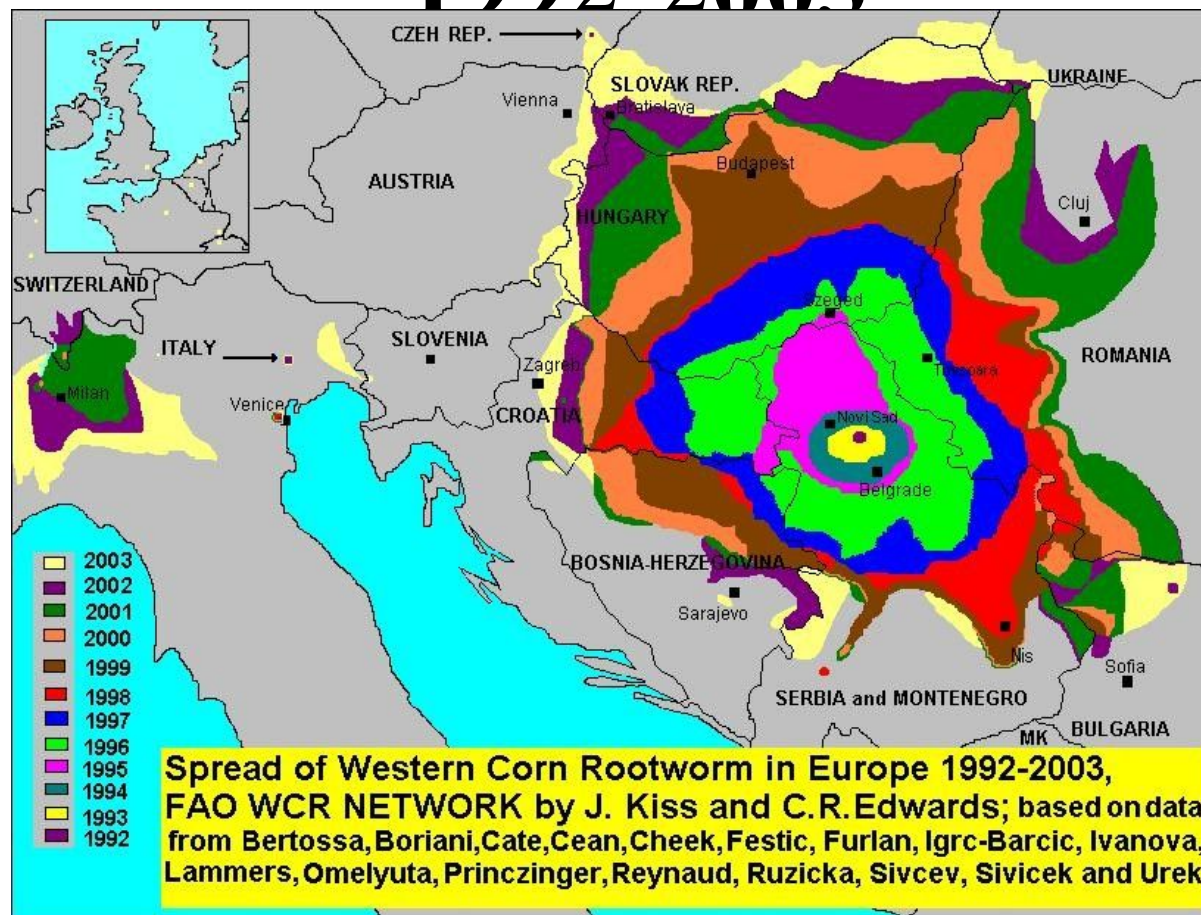 1992-2003
CZEH REP.
SLOVAK REP.
UKRAINE
Vienna
Bratislava
Budapest
AUSTRIA
HUNGARY
Cluj
SWITZERLAND
Szeged
ITALY
SLOVENIA
ROMANIA
Zagreb
Milan
Venice
CROATIA
Novi Sad
Belgrade
BOSNIA-HERZEGOVINA
Sarajevo
Nis
Sofia
SERBIA and MONTENEGRO
BULGARIA
MK
2003
2002
2001
2000
1999
1998
1997
1996
1995
1994
1993
1992
Spread of Western Corn Rootworm in Europe 1992-2003,
FAO WCR NETWORK by J. Kiss and C.R.Edwards; based on data
from Bertossa, Boriani, Cate, Cean, Cheek, Festic, Furlan, Igrc-Barcic, Ivanova,
Lammers, Omelyuta, Princzinger, Reynaud, Ruzicka, Sivcev, Sivicek and Urek